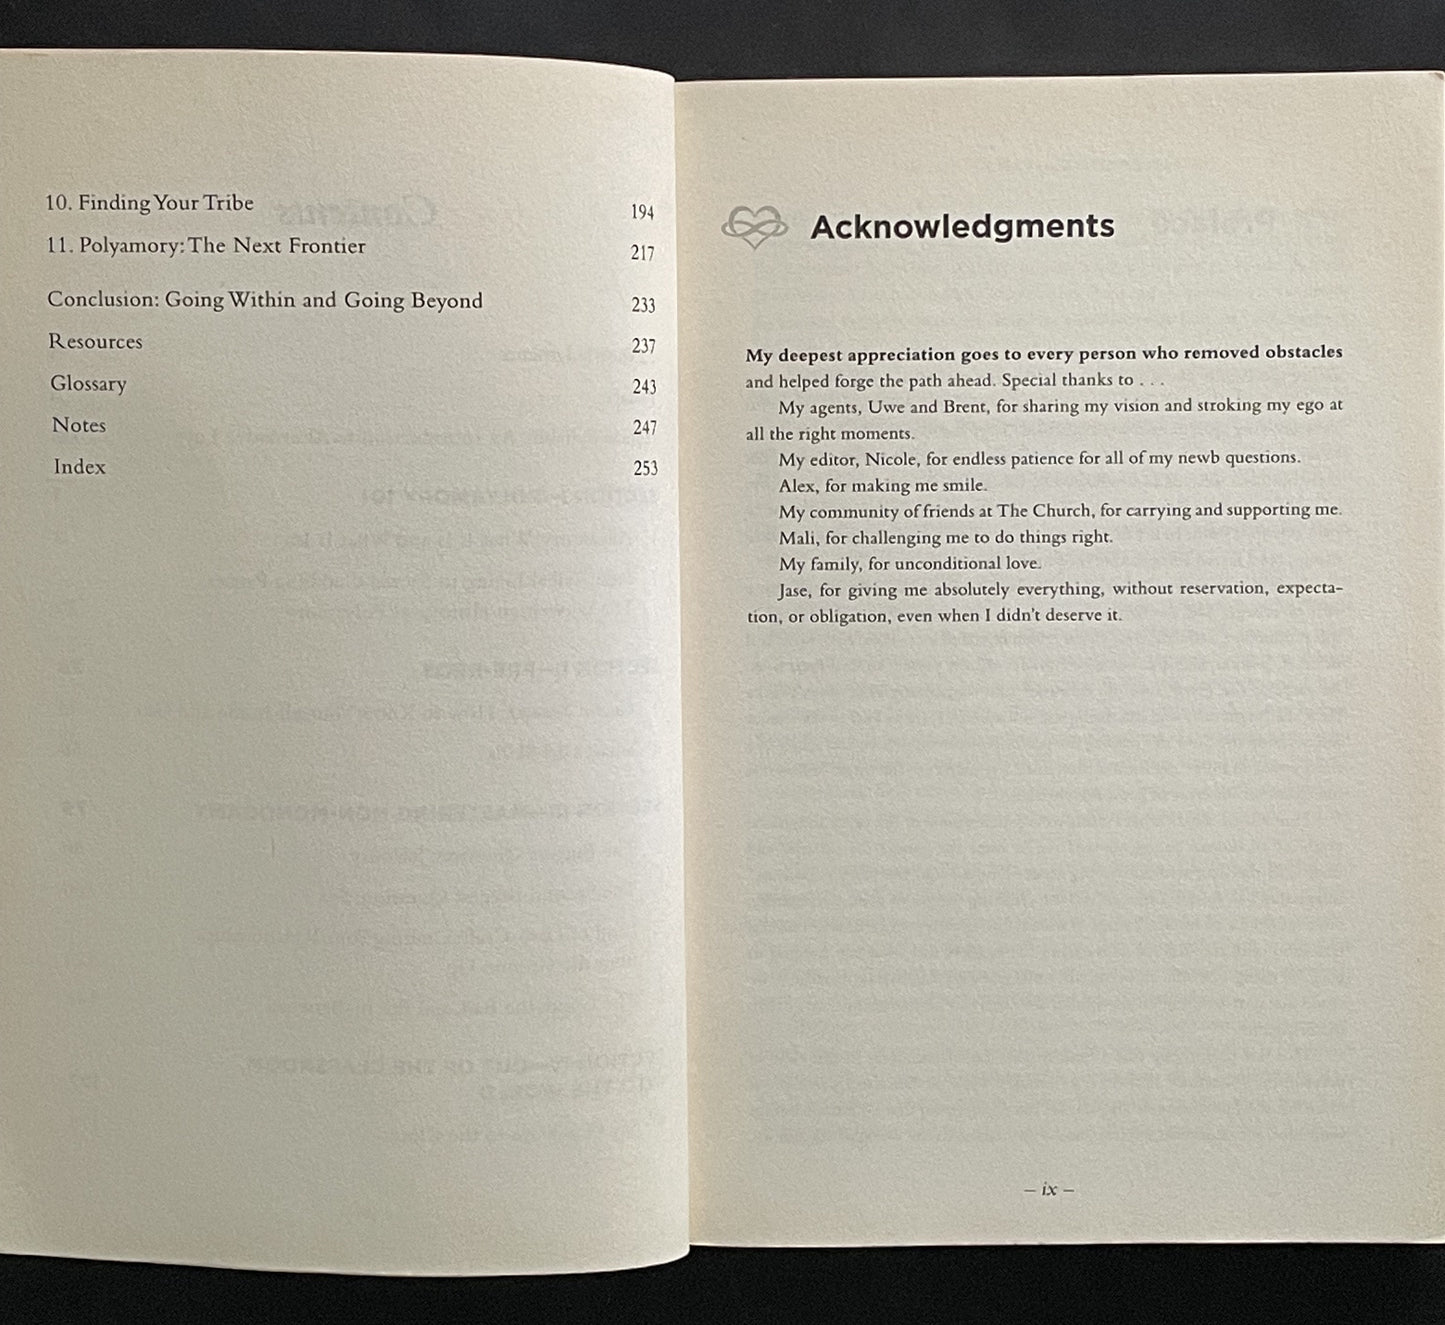 10. Finding Your Tribe 194
11. Polyamory: The Next Frontier 217
Conclusion: Going Within and Going Beyond 233
Resources 237
Glossary 243
Notes 247
Index 253
Acknowledgments
My deepest appreciation goes to every person who removed obstacles
and helped forge the path ahead. Special thanks to . . .
My agents, Uwe and Brent, for sharing my vision and stroking my ego at
all the right moments.
My editor, Nicole, for endless patience for all of my newb questions.
Alex, for making me smile.
My community of friends at The Church, for carrying and supporting me.
Mali, for challenging me to do things right.
My family, for unconditional love.
Jase, for giving me absolutely everything, without reservation, expecta-
tion, or obligation, even when I didn't deserve it.
– ix –